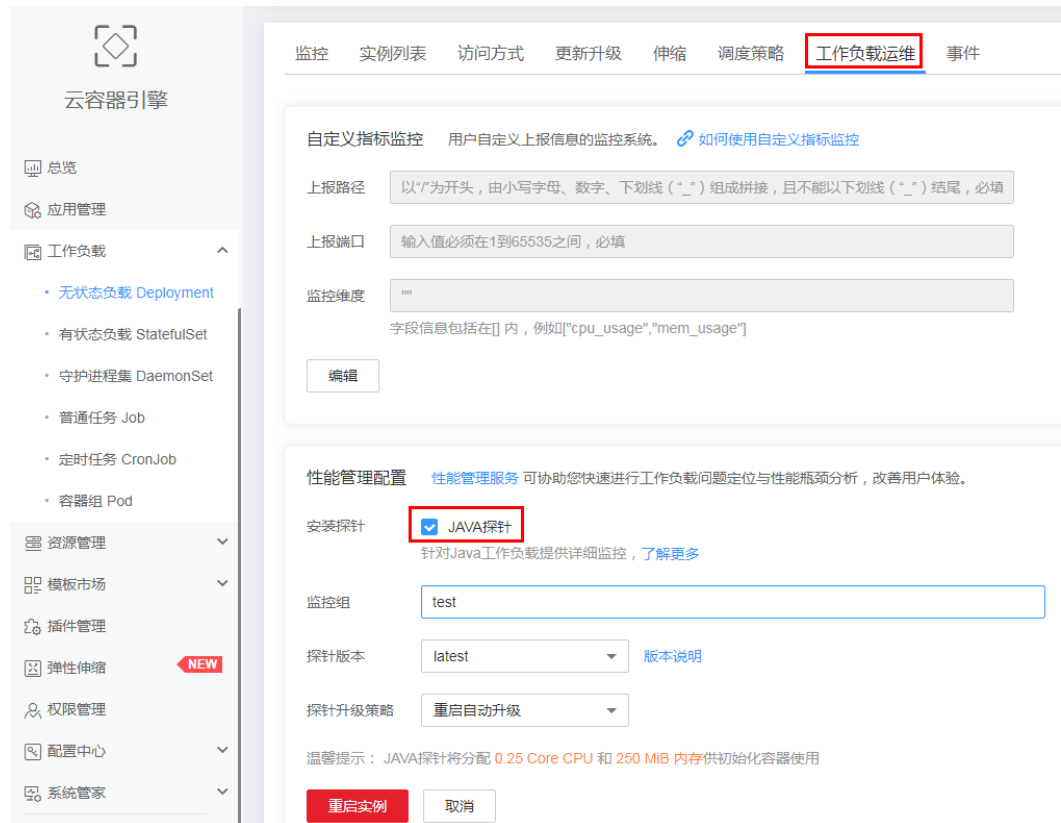 云容器引擎
总览
应用管理
工作负载
无状态负载 Deployment
有状态负载 StatefulSet
守护进程集 DaemonSet
普通任务 Job
定时任务 CronJob
容器组 Pod
资源管理
模板市场
插件管理
弹性伸缩 NEW
权限管理
配置中心
系统管家
监控 实例列表 访问方式 更新升级 伸缩 调度策略 工作负载运维 事件
自定义指标监控 用户自定义上报信息的监控系统。 如何使用自定义指标监控
上报路径 以“/”为开头，由小写字母、数字、下划线（“_”）组成拼接，且不能以下划线（“_”）结尾，必填
上报端口 输入值必须在1到65535之间，必填
监控维度 ""
字段信息包括在[] 内，例如["cpu_usage","mem_usage"]
编辑
性能管理配置 性能管理服务 可协助您快速进行工作负载问题定位与性能瓶颈分析，改善用户体验。
安装探针 JAVA探针
针对Java工作负载提供详细监控，了解更多
监控组 test
探针版本 latest 版本说明
探针升级策略 重启自动升级
温馨提示： JAVA探针将分配 0.25 Core CPU 和 250 MiB 内存供初始化容器使用
重启实例 取消